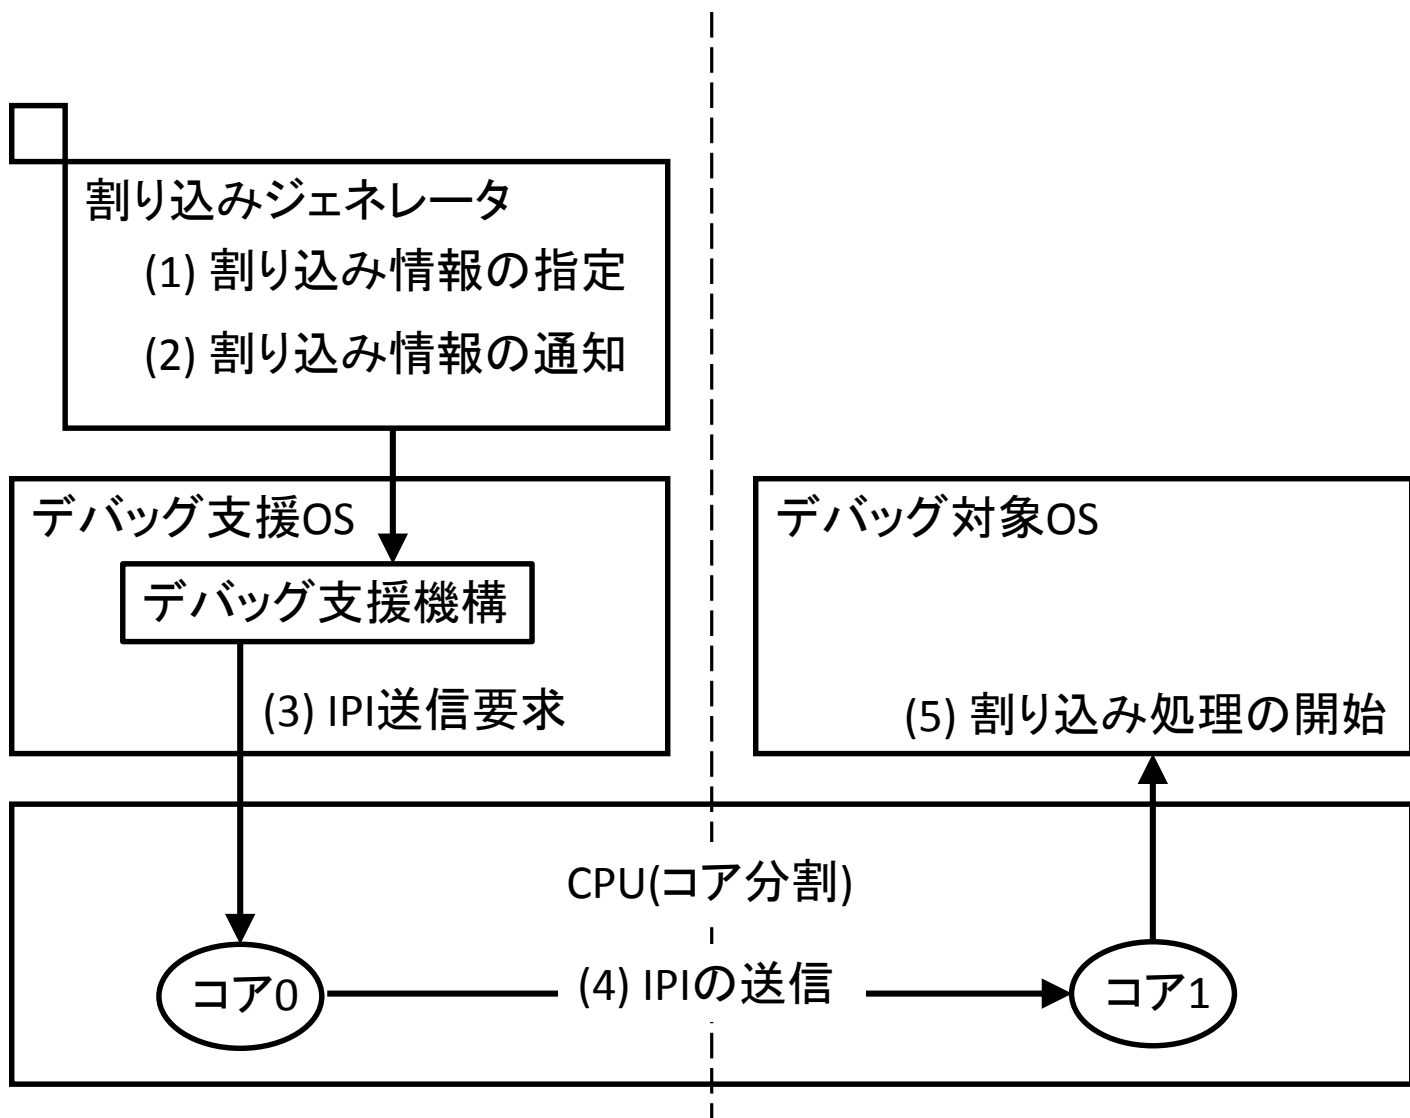 割り込みジェネレータ
(1) 割り込み情報の指定
(2) 割り込み情報の通知
デバッグ支援OS
デバッグ支援機構
(3) IPI送信要求
デバッグ対象OS
(5) 割り込み処理の開始
CPU(コア分割)
コア0
(4) IPIの送信
コア1